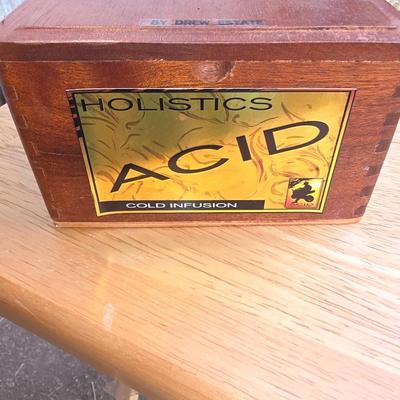 BY DREW ESTATE
HOLISTICS
ACID
COLD INFUSION